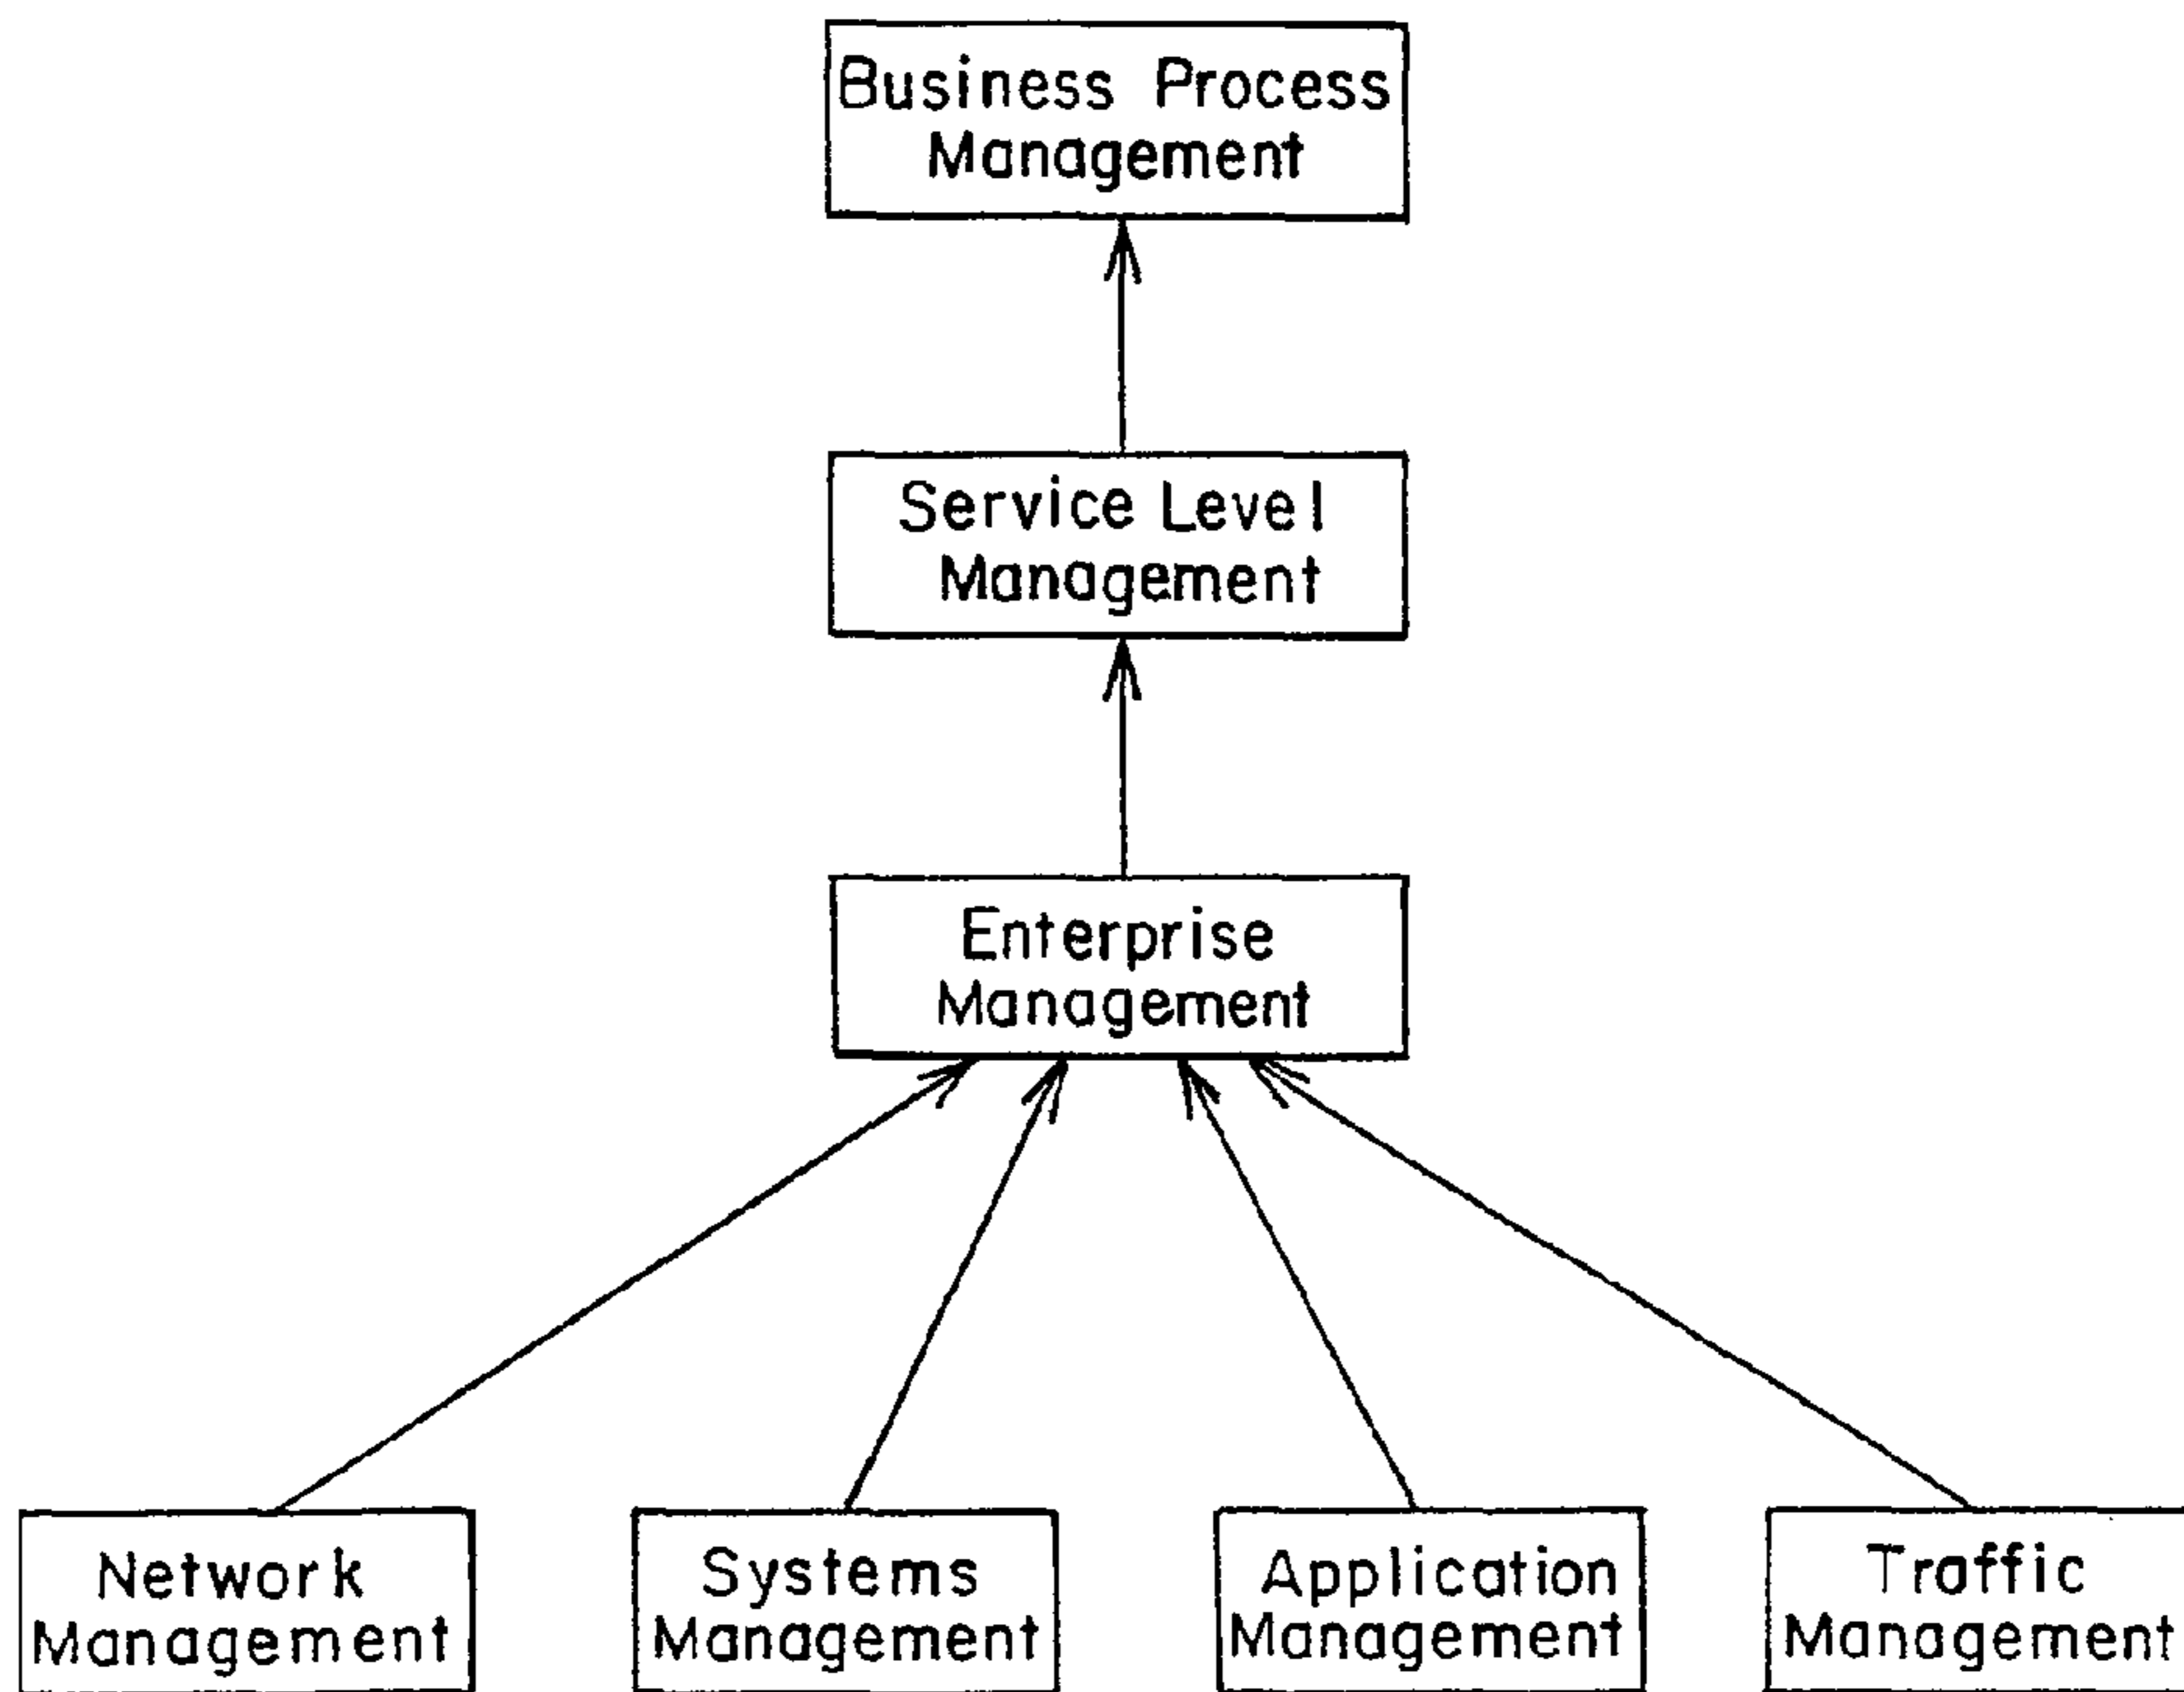 Business Process
Management
Service Level
Management
Enterprise
Management
Network
Management
Systems
Management
Application
Management
Traffic
Management